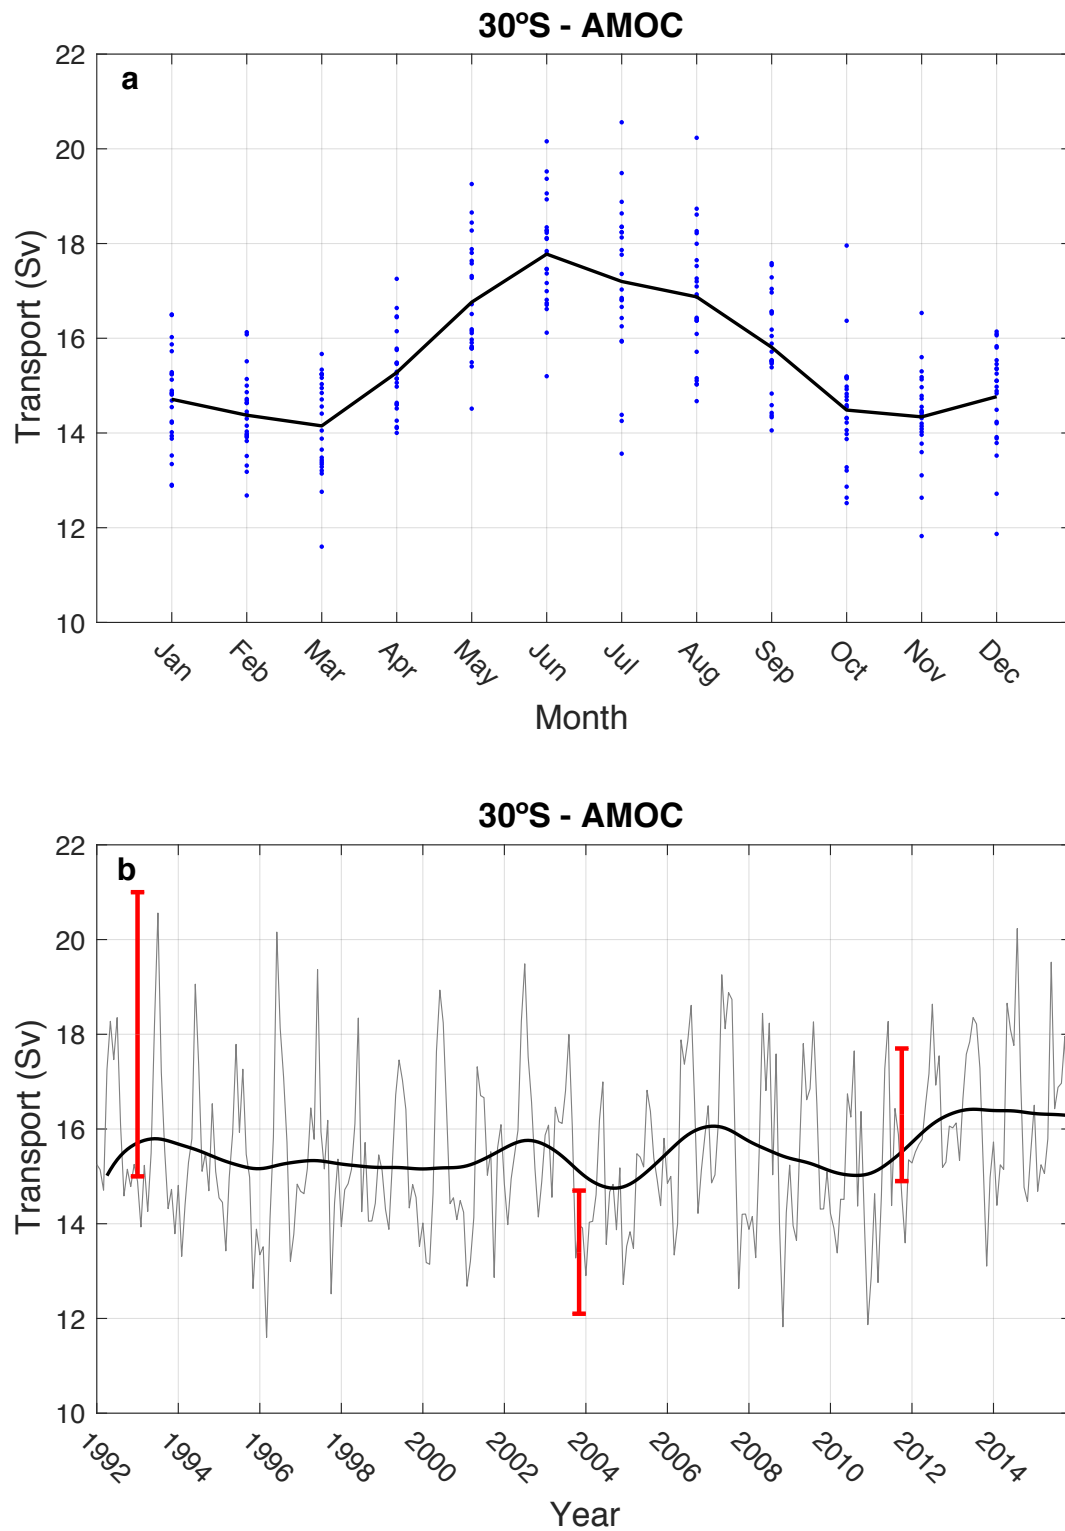 30ºS - AMOC
a
22
20
18
16
14
12
10
Transport (Sv)
Jan Feb Mar Apr May Jun Jul Aug Sep Oct Nov Dec
Month
30ºS - AMOC
b
22
20
18
16
14
12
10
Transport (Sv)
1992 1994 1996 1998 2000 2002 2004 2006 2008 2010 2012 2014
Year